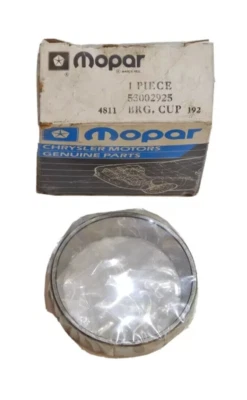 Mopar
1 PIECE
53002925
4811 BRG. CUP 192
Mopar
CHRYSLER MOTORS
GENUINE PARTS